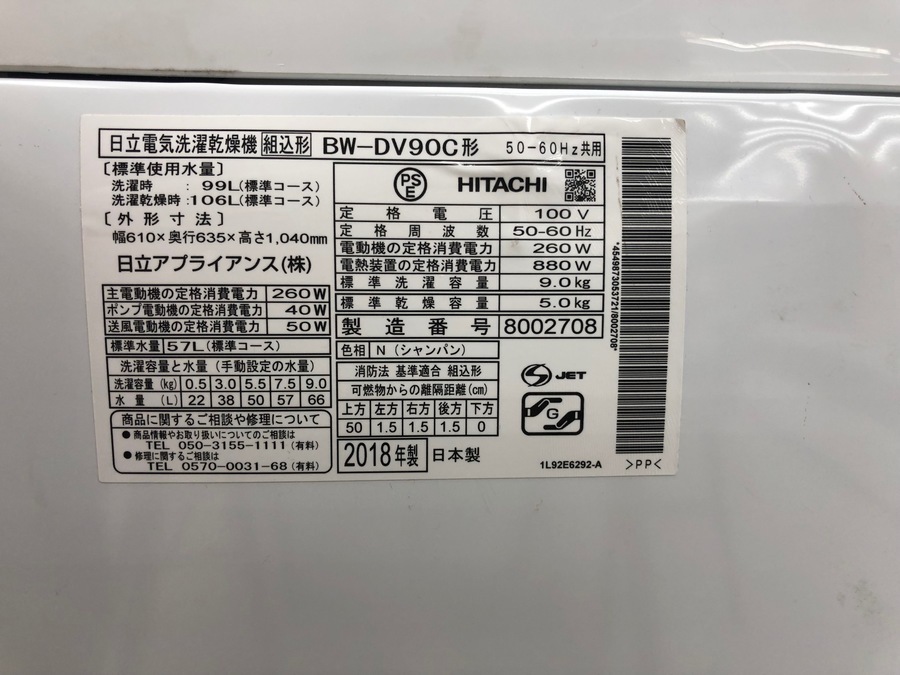 日立電気洗濯乾燥機 組込形 BW-DV90C形 50-60Hz共用
〔標準使用水量〕
洗濯時 : 99L(標準コース)
洗濯乾燥時:106L(標準コース)
〔外形寸法〕
幅610×奥行635×高さ1,040mm
日立アプライアンス(株)
主電動機の定格消費電力 260W
ポンプ電動機の定格消費電力 40W
送風電動機の定格消費電力 50W
標準水量 57L(標準コース)
洗濯容量と水量(手動設定の水量)
洗濯容量(kg) 0.5 3.0 5.5 7.5 9.0
水量(L) 22 38 50 57 66
商品に関するご相談や修理について
●商品情報やお取り扱いについてのご相談は
TEL 050-3155-1111(有料)
●修理に関するご相談は
TEL 0570-0031-68(有料)
PSE HITACHI
定格電圧 100V
定格周波数 50-60Hz
電動機の定格消費電力 260W
電熱装置の定格消費電力 880W
標準洗濯容量 9.0kg
標準乾燥容量 5.0kg
製造番号 8002708
色相 N(シャンパン)
消防法 基準適合 組込形
可燃物からの離隔距離(cm)
上方 左方 右方 後方 下方
50 1.5 1.5 1.5 0
2018年製 日本製
S JET
G
1L92E6292-A
>PP<
*4549873053721/8002708*